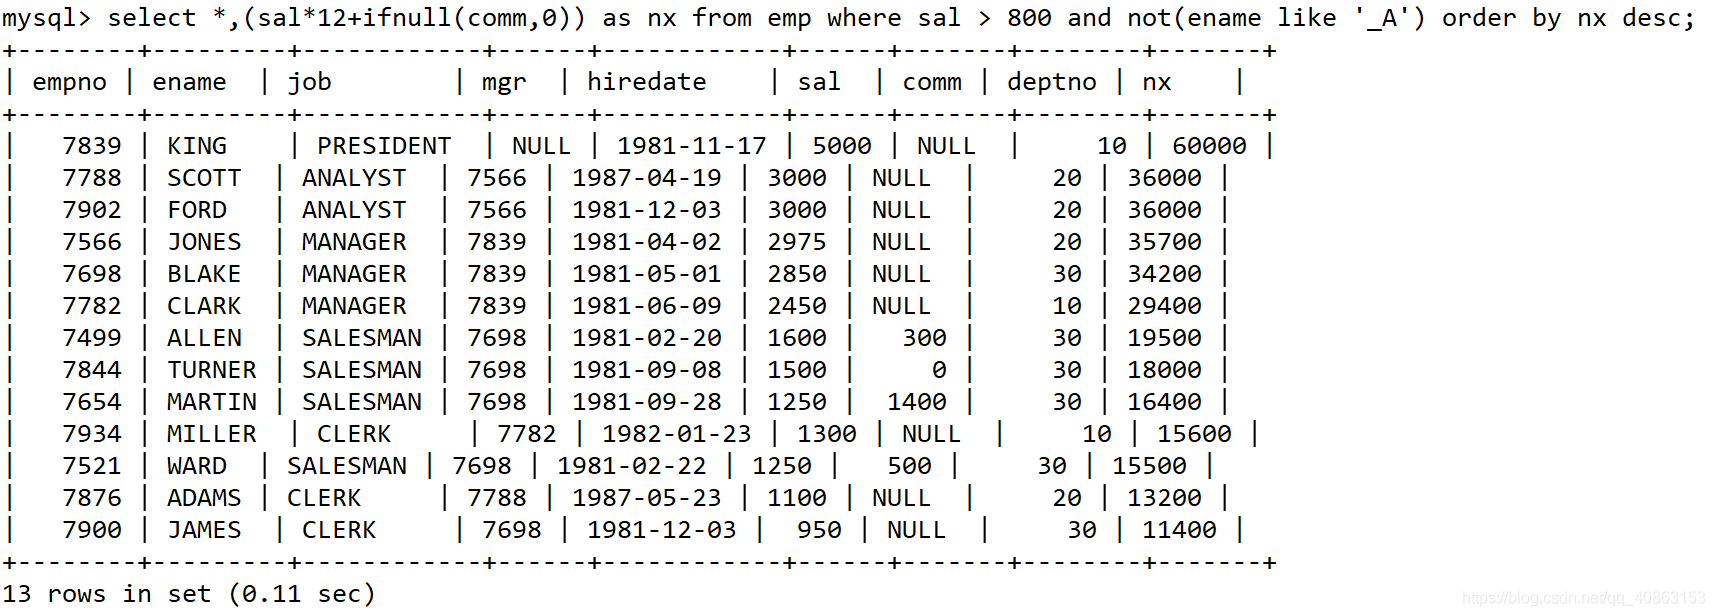 mysql> select *,(sal*12+ifnull(comm,0)) as nx from emp where sal > 800 and not(ename like '_A') order by nx desc;
+--------+---------+------------+------+------------+------+-------+--------+-------+
| empno | ename  | job        | mgr  | hiredate    | sal  | comm | deptno | nx    |
+--------+---------+------------+------+------------+------+-------+--------+-------+
|   7839 | KING    | PRESIDENT  | NULL | 1981-11-17 | 5000 | NULL  |     10 | 60000 |
|   7788 | SCOTT  | ANALYST  | 7566 | 1987-04-19 | 3000 | NULL  |     20 | 36000 |
|   7902 | FORD   | ANALYST  | 7566 | 1981-12-03 | 3000 | NULL  |     20 | 36000 |
|   7566 | JONES  | MANAGER  | 7839 | 1981-04-02 | 2975 | NULL  |     20 | 35700 |
|   7698 | BLAKE  | MANAGER  | 7839 | 1981-05-01 | 2850 | NULL  |     30 | 34200 |
|   7782 | CLARK  | MANAGER  | 7839 | 1981-06-09 | 2450 | NULL  |     10 | 29400 |
|   7499 | ALLEN  | SALESMAN | 7698 | 1981-02-20 | 1600 |   300 |     30 | 19500 |
|   7844 | TURNER | SALESMAN | 7698 | 1981-09-08 | 1500 |     0 |     30 | 18000 |
|   7654 | MARTIN | SALESMAN | 7698 | 1981-09-28 | 1250 |  1400 |     30 | 16400 |
|   7934 | MILLER  | CLERK     | 7782 | 1982-01-23 | 1300 | NULL  |     10 | 15600 |
|   7521 | WARD  | SALESMAN | 7698 | 1981-02-22 | 1250 |   500 |     30 | 15500 |
|   7876 | ADAMS | CLERK     | 7788 | 1987-05-23 | 1100 | NULL  |     20 | 13200 |
|   7900 | JAMES  | CLERK     | 7698 | 1981-12-03 |  950 | NULL  |     30 | 11400 |
+--------+---------+------------+------+------------+------+-------+--------+-------+
13 rows in set (0.11 sec)
https://blog.csdn.net/qq_40863153